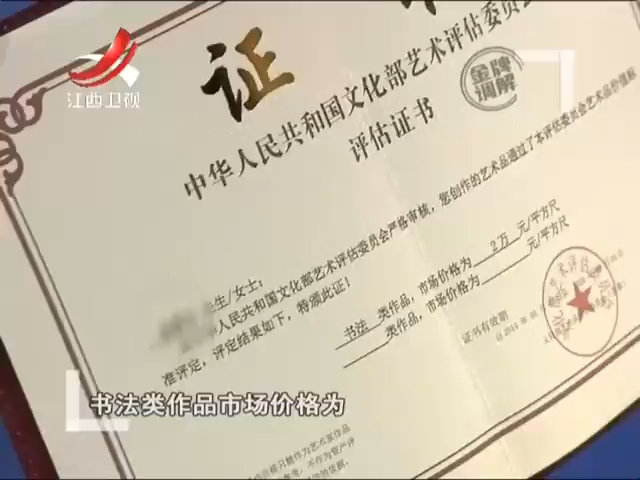 江西卫视
证
金牌调解
中华人民共和国文化部艺术评估委员会
评估证书
生/女士：
人民共和国文化部艺术评估委员会严格审核，您创作的艺术品通过了本评估委员会艺术品价值标
准评定，评定结果如下，特颁此证！
书法 类作品，市场价格为 2万 元/平方尺
类作品，市场价格为 元/平方尺
证书有效期
书法类作品市场价格为